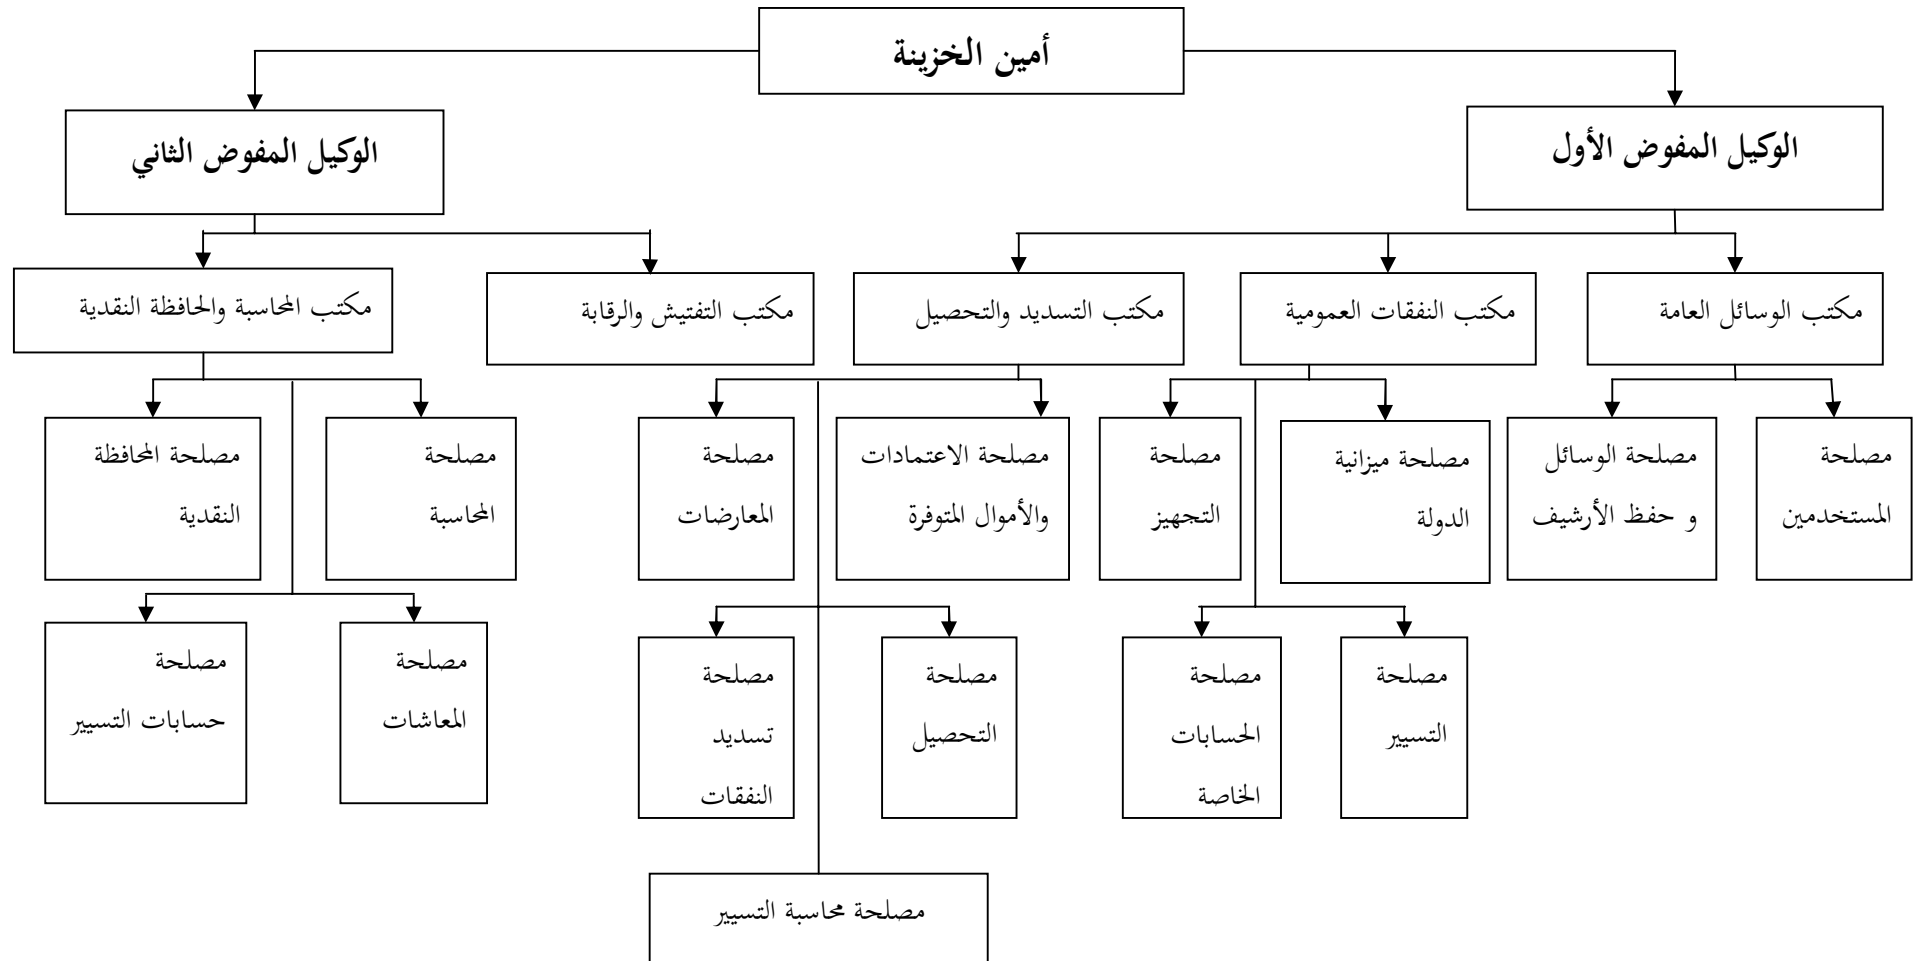 أمين الخزينة
الوكيل المفوض الأول
الوكيل المفوض الثاني
مكتب الوسائل العامة
مكتب النفقات العمومية
مكتب التسديد والتحصيل
مكتب التفتيش والرقابة
مكتب المحاسبة والحافظة النقدية
مصلحة
المستخدمين
مصلحة الوسائل
و حفظ الأرشيف
مصلحة ميزانية
الدولة
مصلحة
التجهيز
مصلحة الاعتمادات
والأموال المتوفرة
مصلحة
المعارضات
مصلحة
المحاسبة
مصلحة المحافظة
النقدية
مصلحة
التسيير
مصلحة
الحسابات
الخاصة
مصلحة
التحصيل
مصلحة
تسديد
النفقات
مصلحة
المعاشات
مصلحة
حسابات التسيير
مصلحة محاسبة التسيير